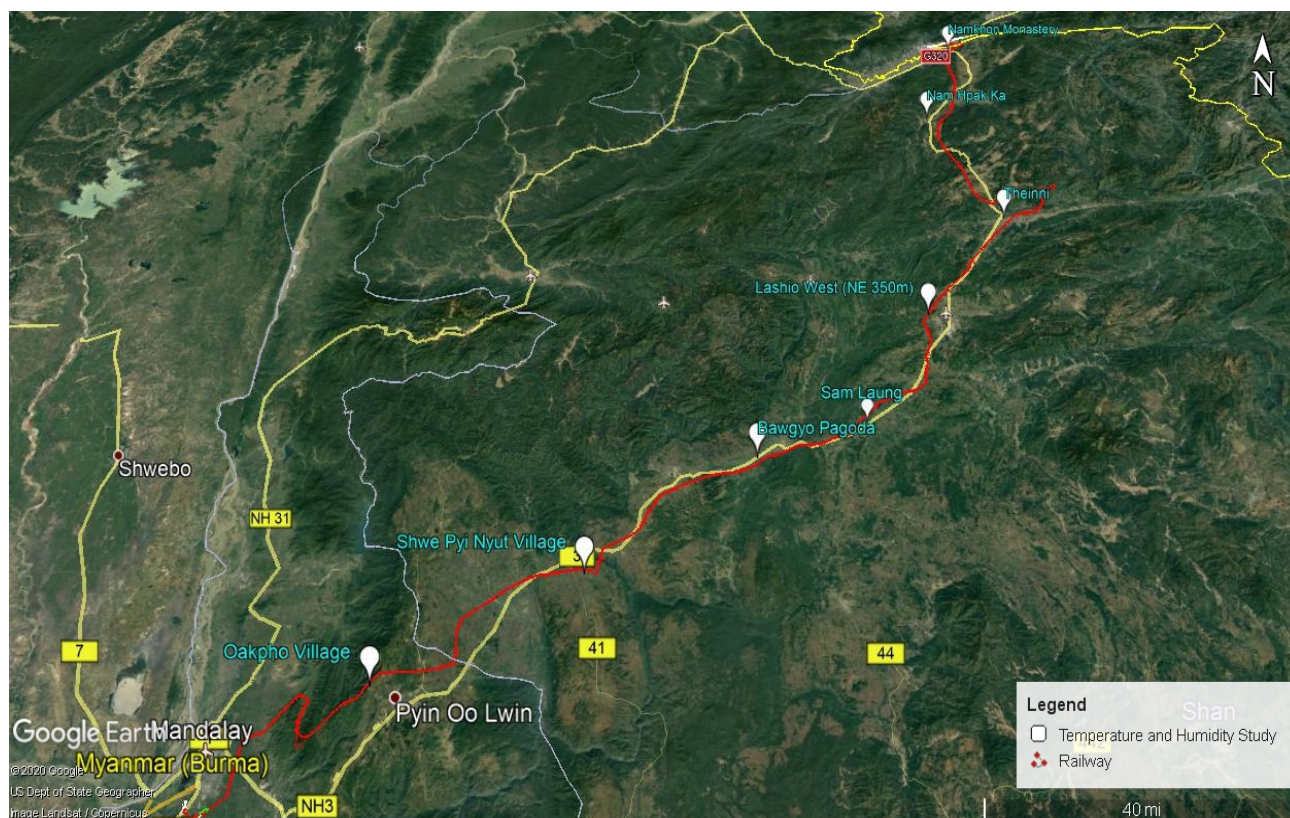 Namkhon Monastery
G320
N
Nam Hpak Ka
Theinni
Lashio West (NE 350m)
Sam Laung
Bawgyo Pagoda
Shwebo
NH 31
Shwe Pyi Nyut Village
7
41
44
Oakpho Village
Pyin Oo Lwin
Legend
Shan
Temperature and Humidity Study
Railway
Google Earth
Mandalay
Myanmar (Burma)
© 2020 Google
US Dept of State Geographer
Image Landsat / Copernicus
NH3
40 mi